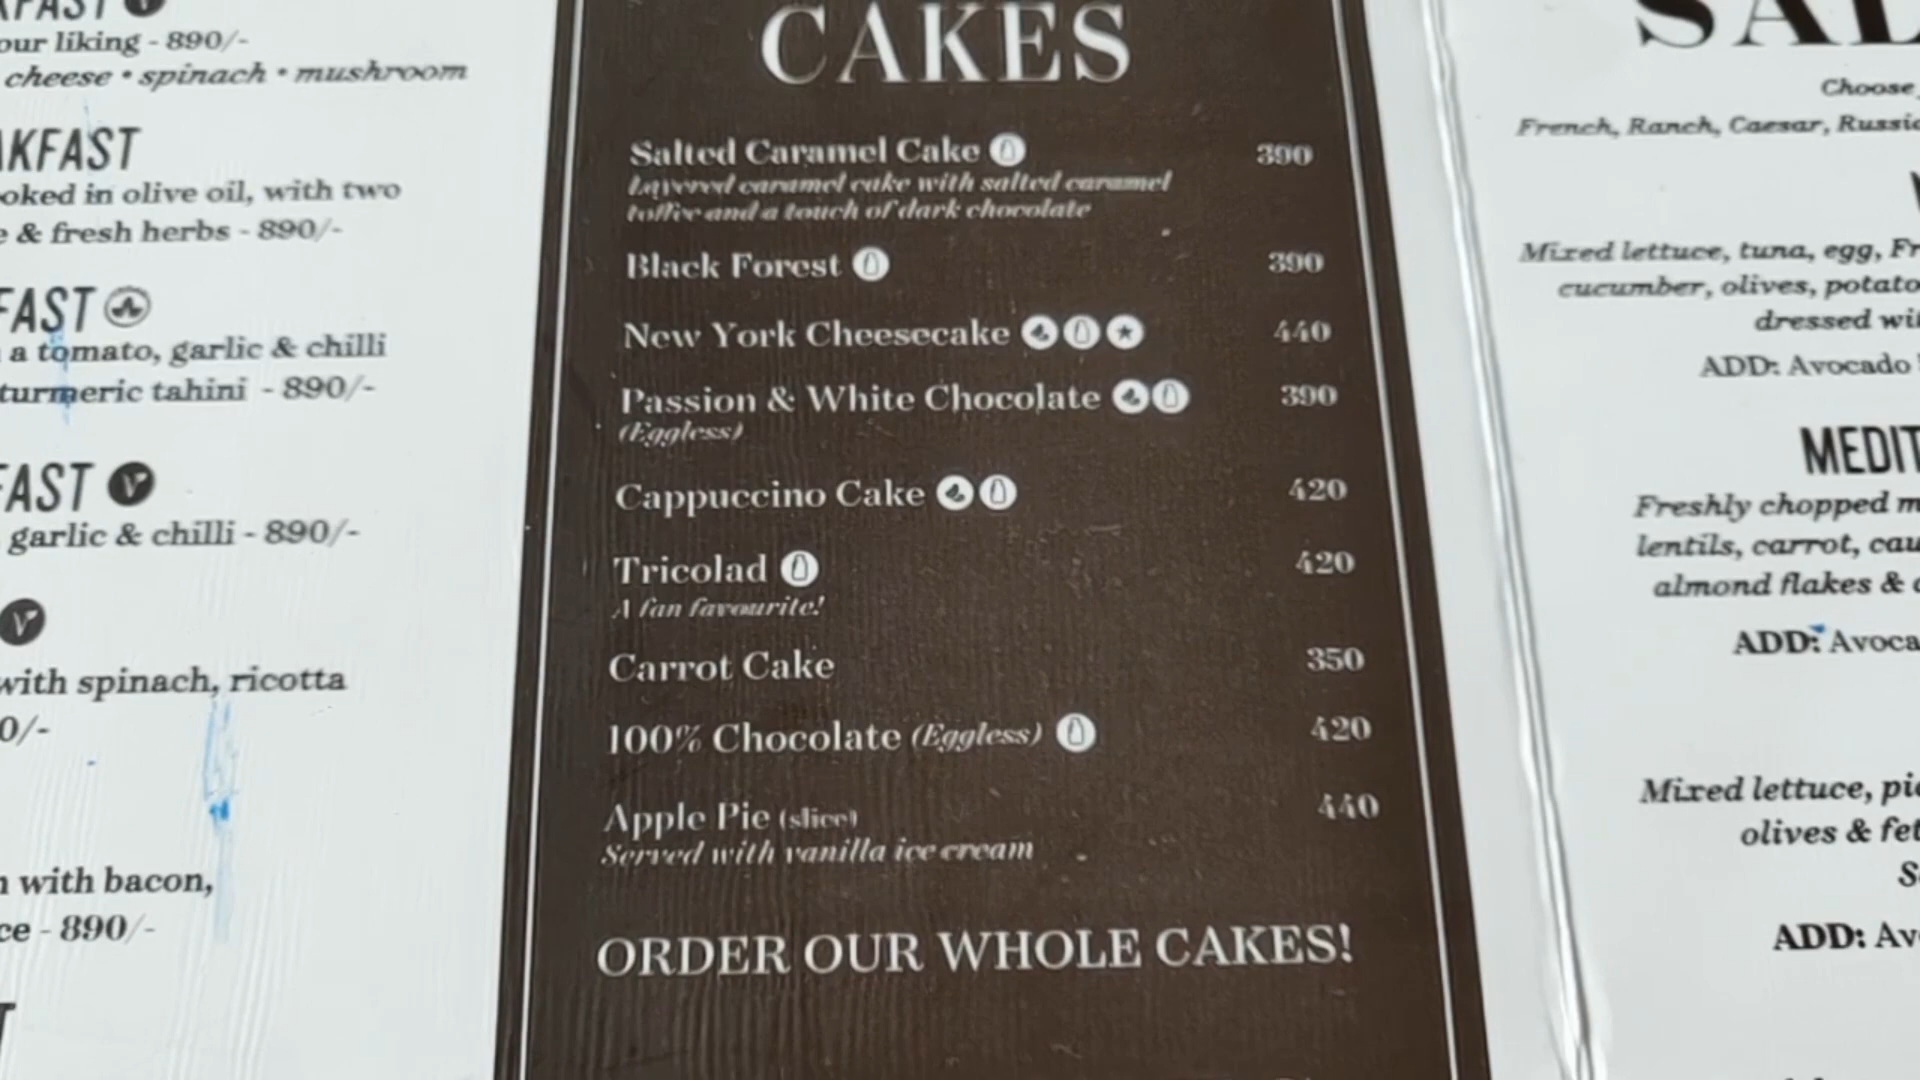 our liking - 890/-
cheese • spinach • mushroom
AKFAST
ooked in olive oil, with two
& fresh herbs - 890/-
FAST
a tomato, garlic & chilli
turmeric tahini - 890/-
FAST
garlic & chilli - 890/-
with spinach, ricotta
0/-
with bacon,
ce - 890/-
CAKES
Salted Caramel Cake 390
Layered caramel cake with salted caramel
toffee and a touch of dark chocolate
Black Forest 390
New York Cheesecake 440
Passion & White Chocolate 390
(Eggless)
Cappuccino Cake 420
Tricolad 420
A fan favourite!
Carrot Cake 350
100% Chocolate (Eggless) 420
Apple Pie (slice) 440
Served with vanilla ice cream
ORDER OUR WHOLE CAKES!
SAL
Choose
French, Ranch, Caesar, Russia
Mixed lettuce, tuna, egg, Fr
cucumber, olives, potato
dressed wit
ADD: Avocado
MEDIT
Freshly chopped m
lentils, carrot, cau
almond flakes &
ADD: Avoca
Mixed lettuce, pic
olives & fet
ADD: Av